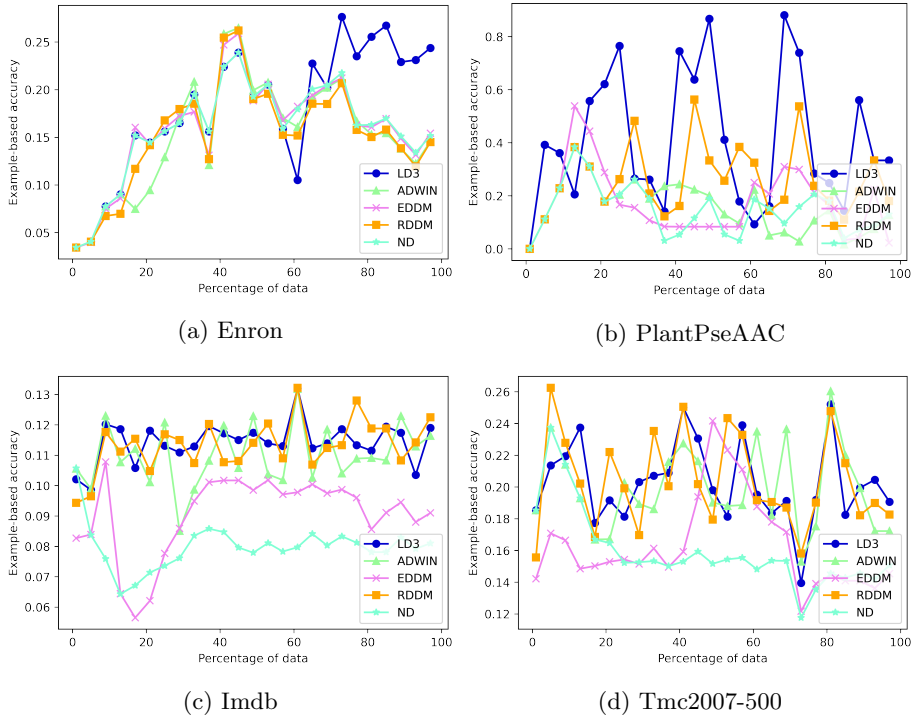 Example-based accuracy
0.25
0.20
0.15
0.10
0.05
0 20 40 60 80 100
Percentage of data
LD3
ADWIN
EDDM
RDDM
ND
(a) Enron
Example-based accuracy
0.8
0.6
0.4
0.2
0.0
0 20 40 60 80 100
Percentage of data
LD3
ADWIN
EDDM
RDDM
ND
(b) PlantPseAAC
Example-based accuracy
0.13
0.12
0.11
0.10
0.09
0.08
0.07
0.06
0 20 40 60 80 100
Percentage of data
LD3
ADWIN
EDDM
RDDM
ND
(c) Imdb
Example-based accuracy
0.26
0.24
0.22
0.20
0.18
0.16
0.14
0.12
0 20 40 60 80 100
Percentage of data
LD3
ADWIN
EDDM
RDDM
ND
(d) Tmc2007-500